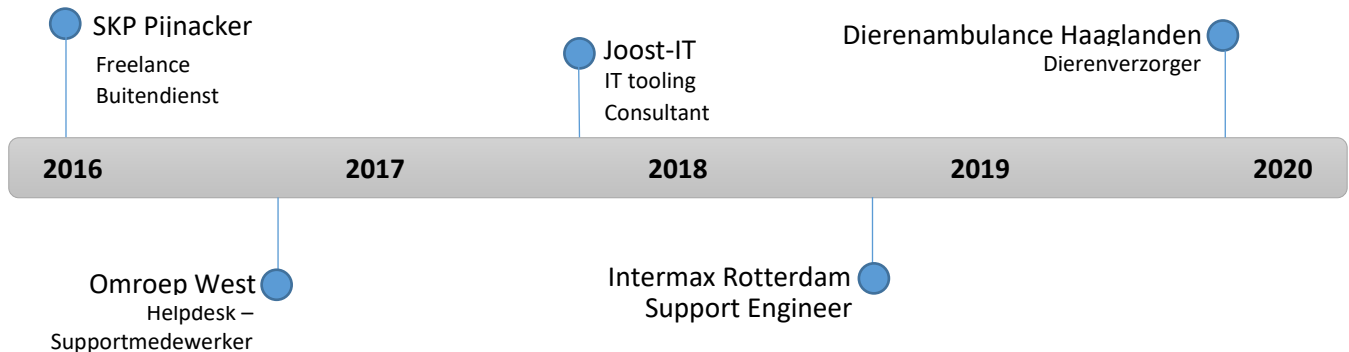 SKP Pijnacker
Freelance
Buitendienst
Joost-IT
IT tooling
Consultant
Dierenambulance Haaglanden
Dierenverzorger
2016 2017 2018 2019 2020
Omroep West
Helpdesk –
Supportmedewerker
Intermax Rotterdam
Support Engineer